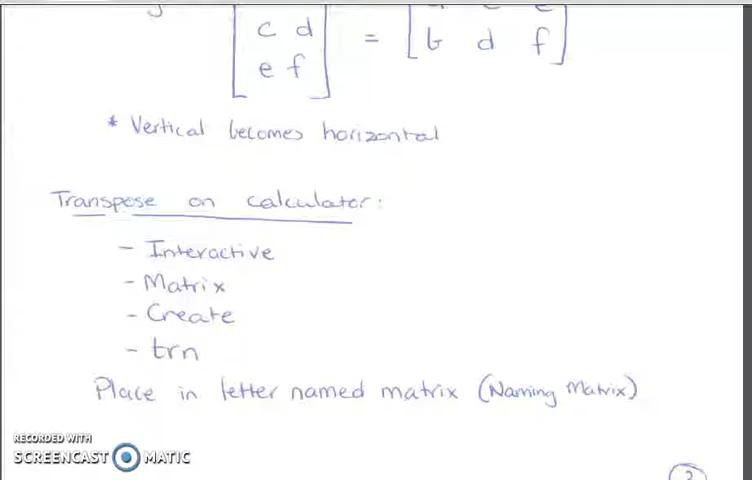 c d = b d f
e f
* Vertical becomes horizontal
Transpose on calculator:
- Interactive
- Matrix
- Create
- trn
Place in letter named matrix (Naming Matrix)
RECORDED WITH
SCREENCAST MATIC